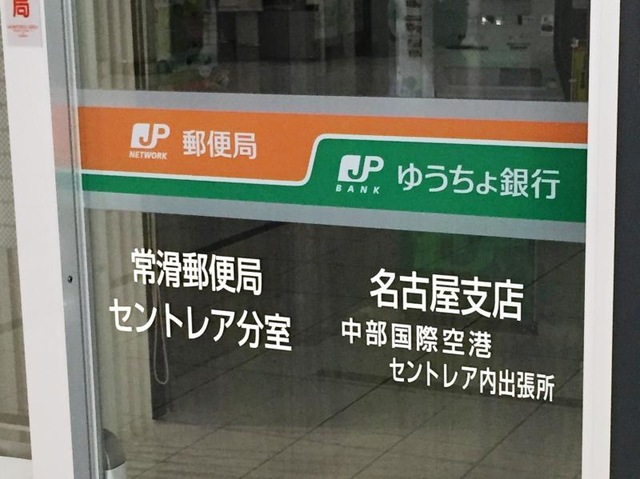 局
JP 郵便局
NETWORK
JP ゆうちょ銀行
BANK
常滑郵便局
セントレア分室
名古屋支店
中部国際空港
セントレア内出張所